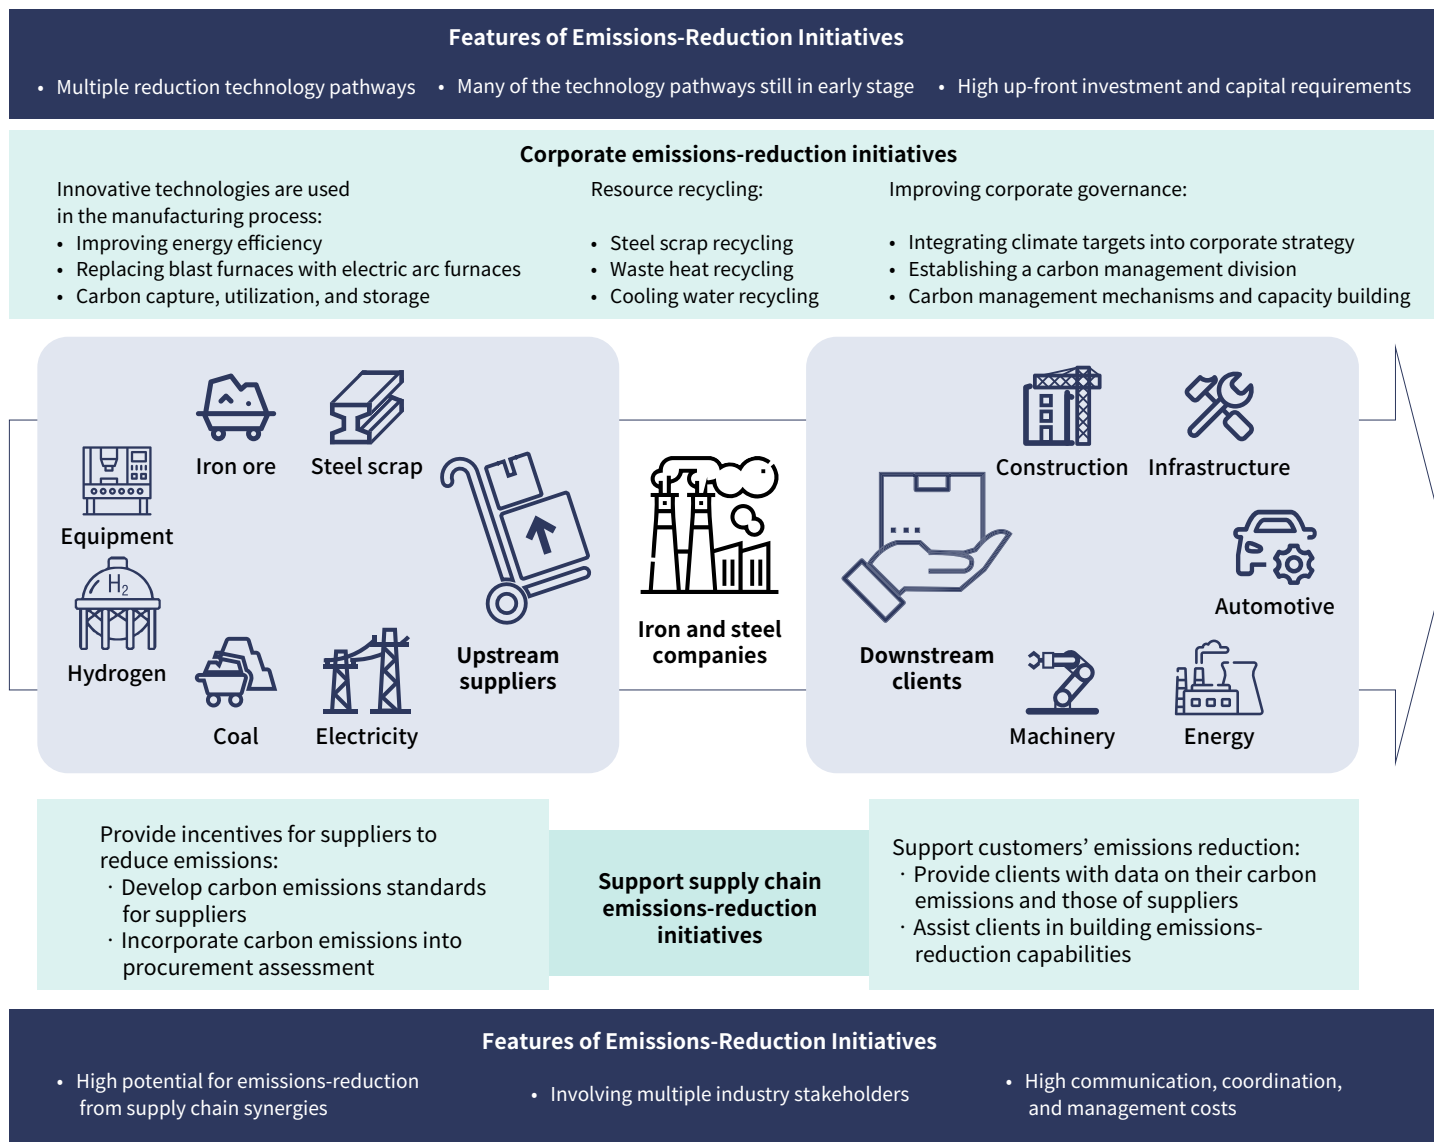 Features of Emissions-Reduction Initiatives
• Multiple reduction technology pathways
• Many of the technology pathways still in early stage
• High up-front investment and capital requirements
Corporate emissions-reduction initiatives
Innovative technologies are used
in the manufacturing process:
• Improving energy efficiency
• Replacing blast furnaces with electric arc furnaces
• Carbon capture, utilization, and storage
Resource recycling:
• Steel scrap recycling
• Waste heat recycling
• Cooling water recycling
Improving corporate governance:
• Integrating climate targets into corporate strategy
• Establishing a carbon management division
• Carbon management mechanisms and capacity building
Iron ore
Steel scrap
Equipment
H2
Hydrogen
Coal
Electricity
Upstream
suppliers
Iron and steel
companies
Downstream
clients
Construction
Infrastructure
Automotive
Machinery
Energy
Provide incentives for suppliers to
reduce emissions:
· Develop carbon emissions standards
for suppliers
· Incorporate carbon emissions into
procurement assessment
Support supply chain
emissions-reduction
initiatives
Support customers’ emissions reduction:
· Provide clients with data on their carbon
emissions and those of suppliers
· Assist clients in building emissions-
reduction capabilities
Features of Emissions-Reduction Initiatives
• High potential for emissions-reduction
from supply chain synergies
• Involving multiple industry stakeholders
• High communication, coordination,
and management costs